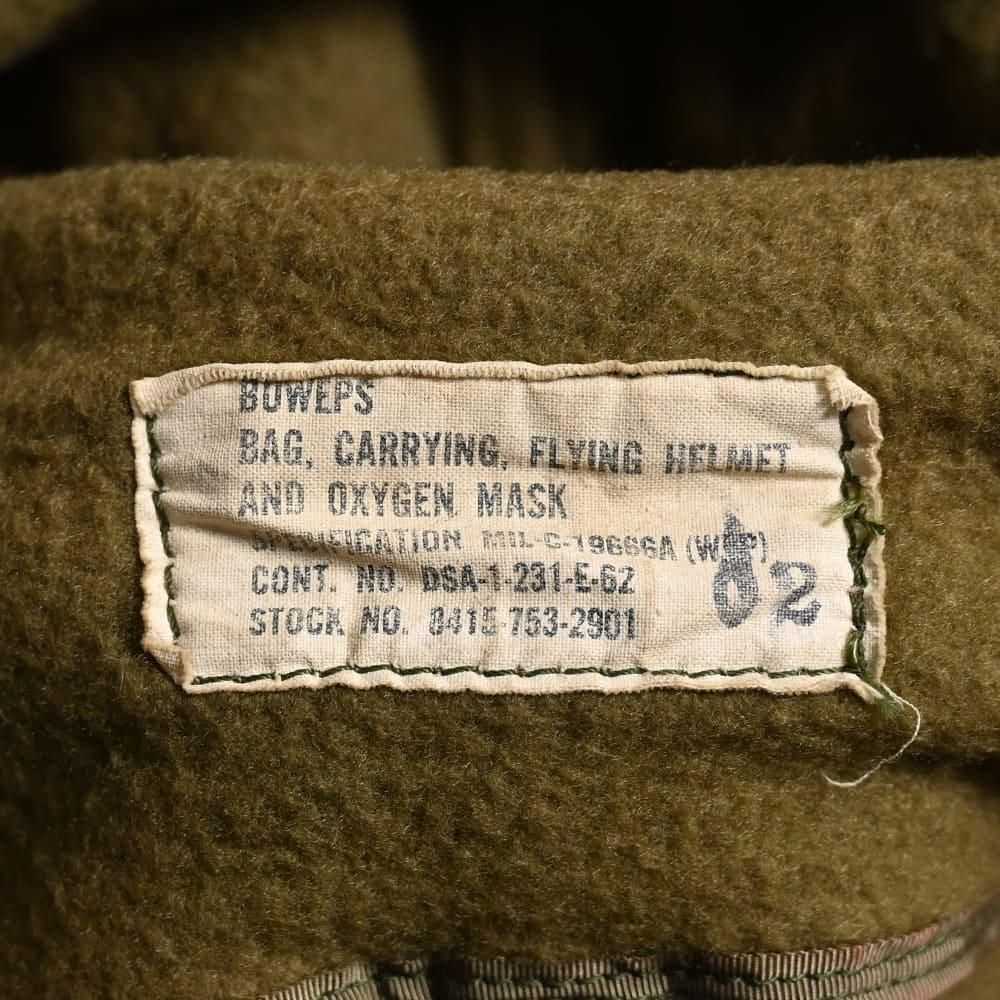 BUWEPS
BAG, CARRYING, FLYING HELMET
AND OXYGEN MASK
SPECIFICATION MIL-C-19666A (WEP)
CONT. NO. DSA-1-231-E-62
STOCK NO. 8415-753-2901
02